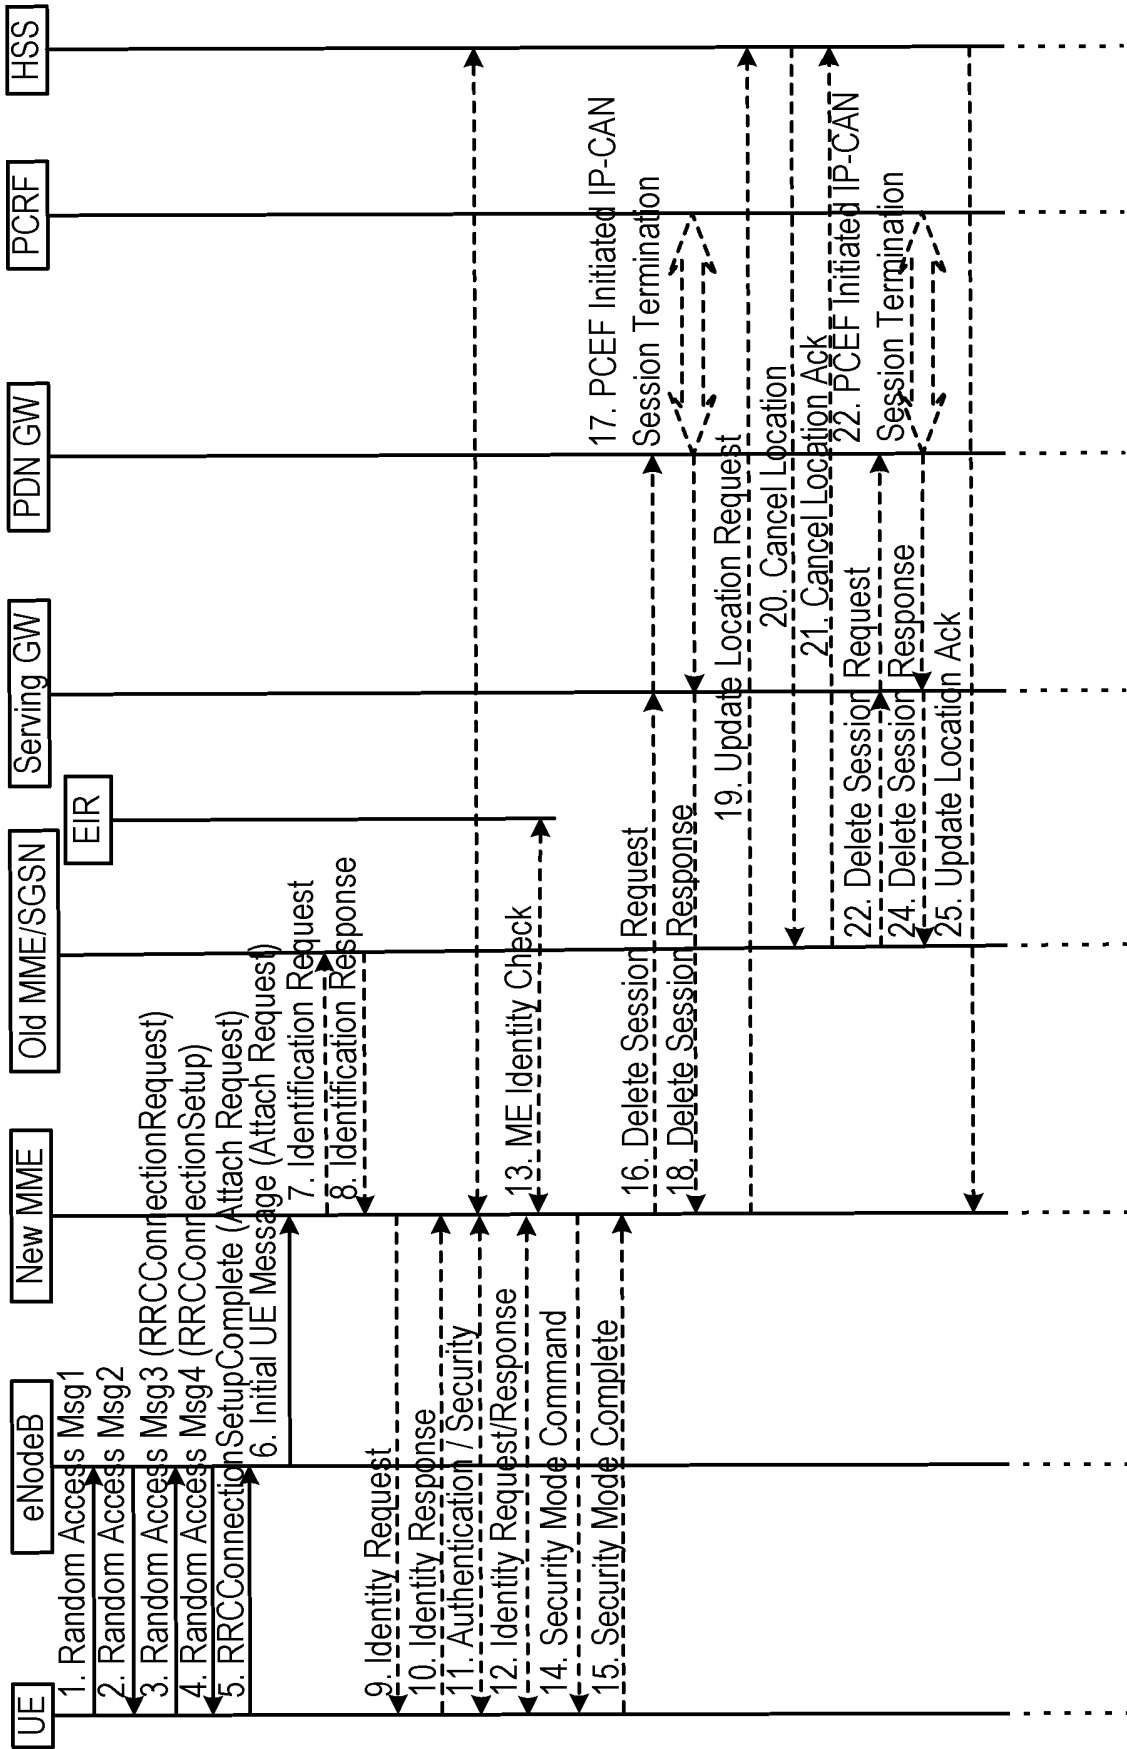 UE
eNodeB
New MME
Old MME/SGSN
EIR
Serving GW
PDN GW
PCRF
HSS
1. Random Access Msg1
2. Random Access Msg2
3. Random Access Msg3 (RRCConnectionRequest)
4. Random Access Msg4 (RRCConnectionSetup)
5. RRCConnectionSetupComplete (Attach Request)
6. Initial UE Message (Attach Request)
7. Identification Request
8. Identification Response
9. Identity Request
10. Identity Response
11. Authentication / Security
12. Identity Request/Response
13. ME Identity Check
14. Security Mode Command
15. Security Mode Complete
16. Delete Session Request
17. PCEF Initiated IP-CAN
Session Termination
18. Delete Session Response
19. Update Location Request
20. Cancel Location
21. Cancel Location Ack
22. Delete Session Request
22. PCEF Initiated IP-CAN
Session Termination
24. Delete Session Response
25. Update Location Ack